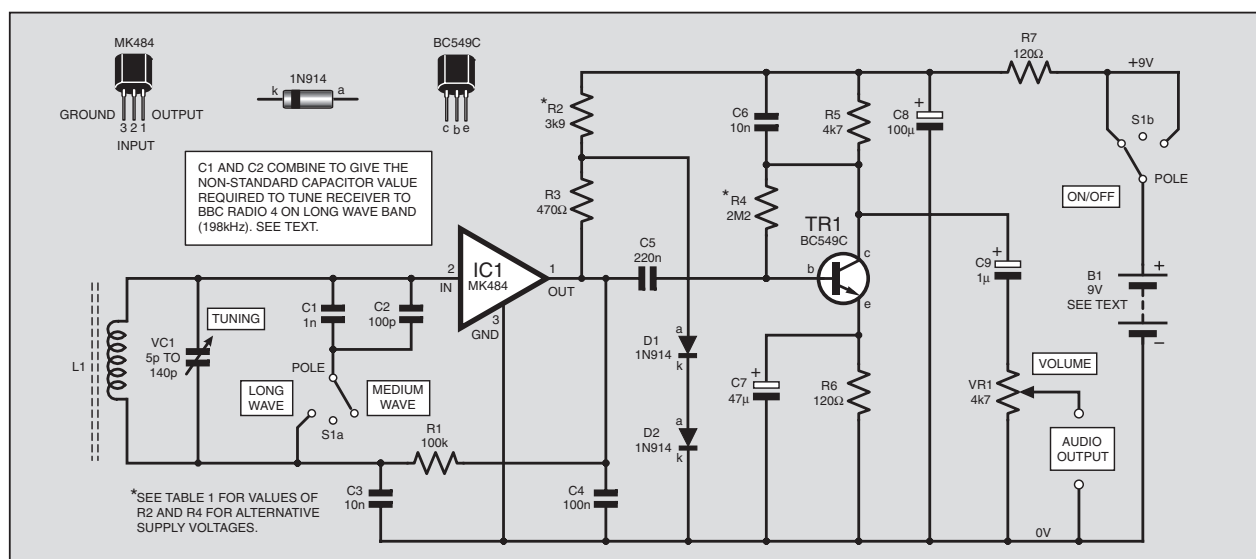 MK484
GROUND
OUTPUT
3 2 1
INPUT
1N914
k
a
BC549C
c b e
C1 AND C2 COMBINE TO GIVE THE
NON-STANDARD CAPACITOR VALUE
REQUIRED TO TUNE RECEIVER TO
BBC RADIO 4 ON LONG WAVE BAND
(198kHz). SEE TEXT.
L1
VC1
5p TO
140p
TUNING
C1
1n
C2
100p
POLE
LONG
WAVE
MEDIUM
WAVE
S1a
R1
100k
C3
10n
*SEE TABLE 1 FOR VALUES OF
R2 AND R4 FOR ALTERNATIVE
SUPPLY VOLTAGES.
2
IN
IC1
MK484
3
GND
1
OUT
*R2
3k9
R3
470Ω
C4
100n
C5
220n
D1
1N914
a
k
D2
1N914
a
k
C6
10n
*R4
2M2
R5
4k7
TR1
BC549C
b
c
e
+
C7
47µ
R6
120Ω
+
C8
100µ
R7
120Ω
+
C9
1µ
VR1
4k7
VOLUME
AUDIO
OUTPUT
+9V
S1b
POLE
ON/OFF
B1
9V
SEE TEXT
+
−
0V